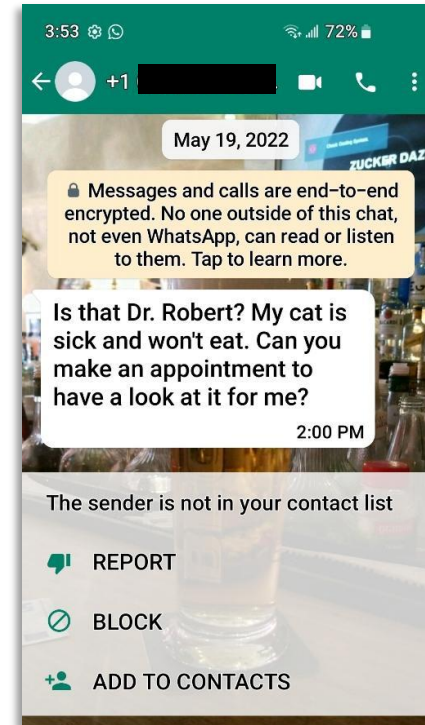 3:53 72%
+1
May 19, 2022
ZUCKER DAZ
Messages and calls are end-to-end
encrypted. No one outside of this chat,
not even WhatsApp, can read or listen
to them. Tap to learn more.
Is that Dr. Robert? My cat is
sick and won't eat. Can you
make an appointment to
have a look at it for me?
2:00 PM
The sender is not in your contact list
REPORT
BLOCK
ADD TO CONTACTS